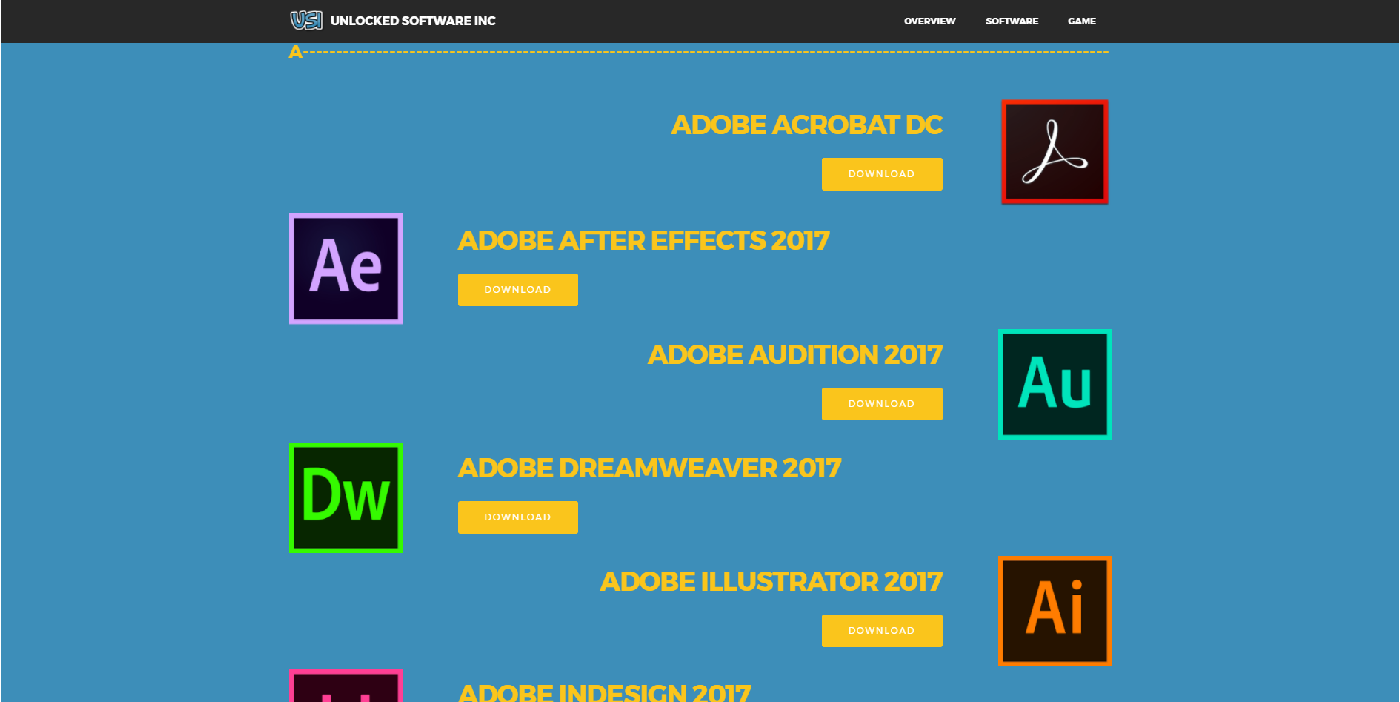 USI UNLOCKED SOFTWARE INC OVERVIEW SOFTWARE GAME
A
ADOBE ACROBAT DC
DOWNLOAD
Ae
ADOBE AFTER EFFECTS 2017
DOWNLOAD
ADOBE AUDITION 2017
DOWNLOAD
Au
Dw
ADOBE DREAMWEAVER 2017
DOWNLOAD
ADOBE ILLUSTRATOR 2017
DOWNLOAD
Ai
ADOBE INDESIGN 2017